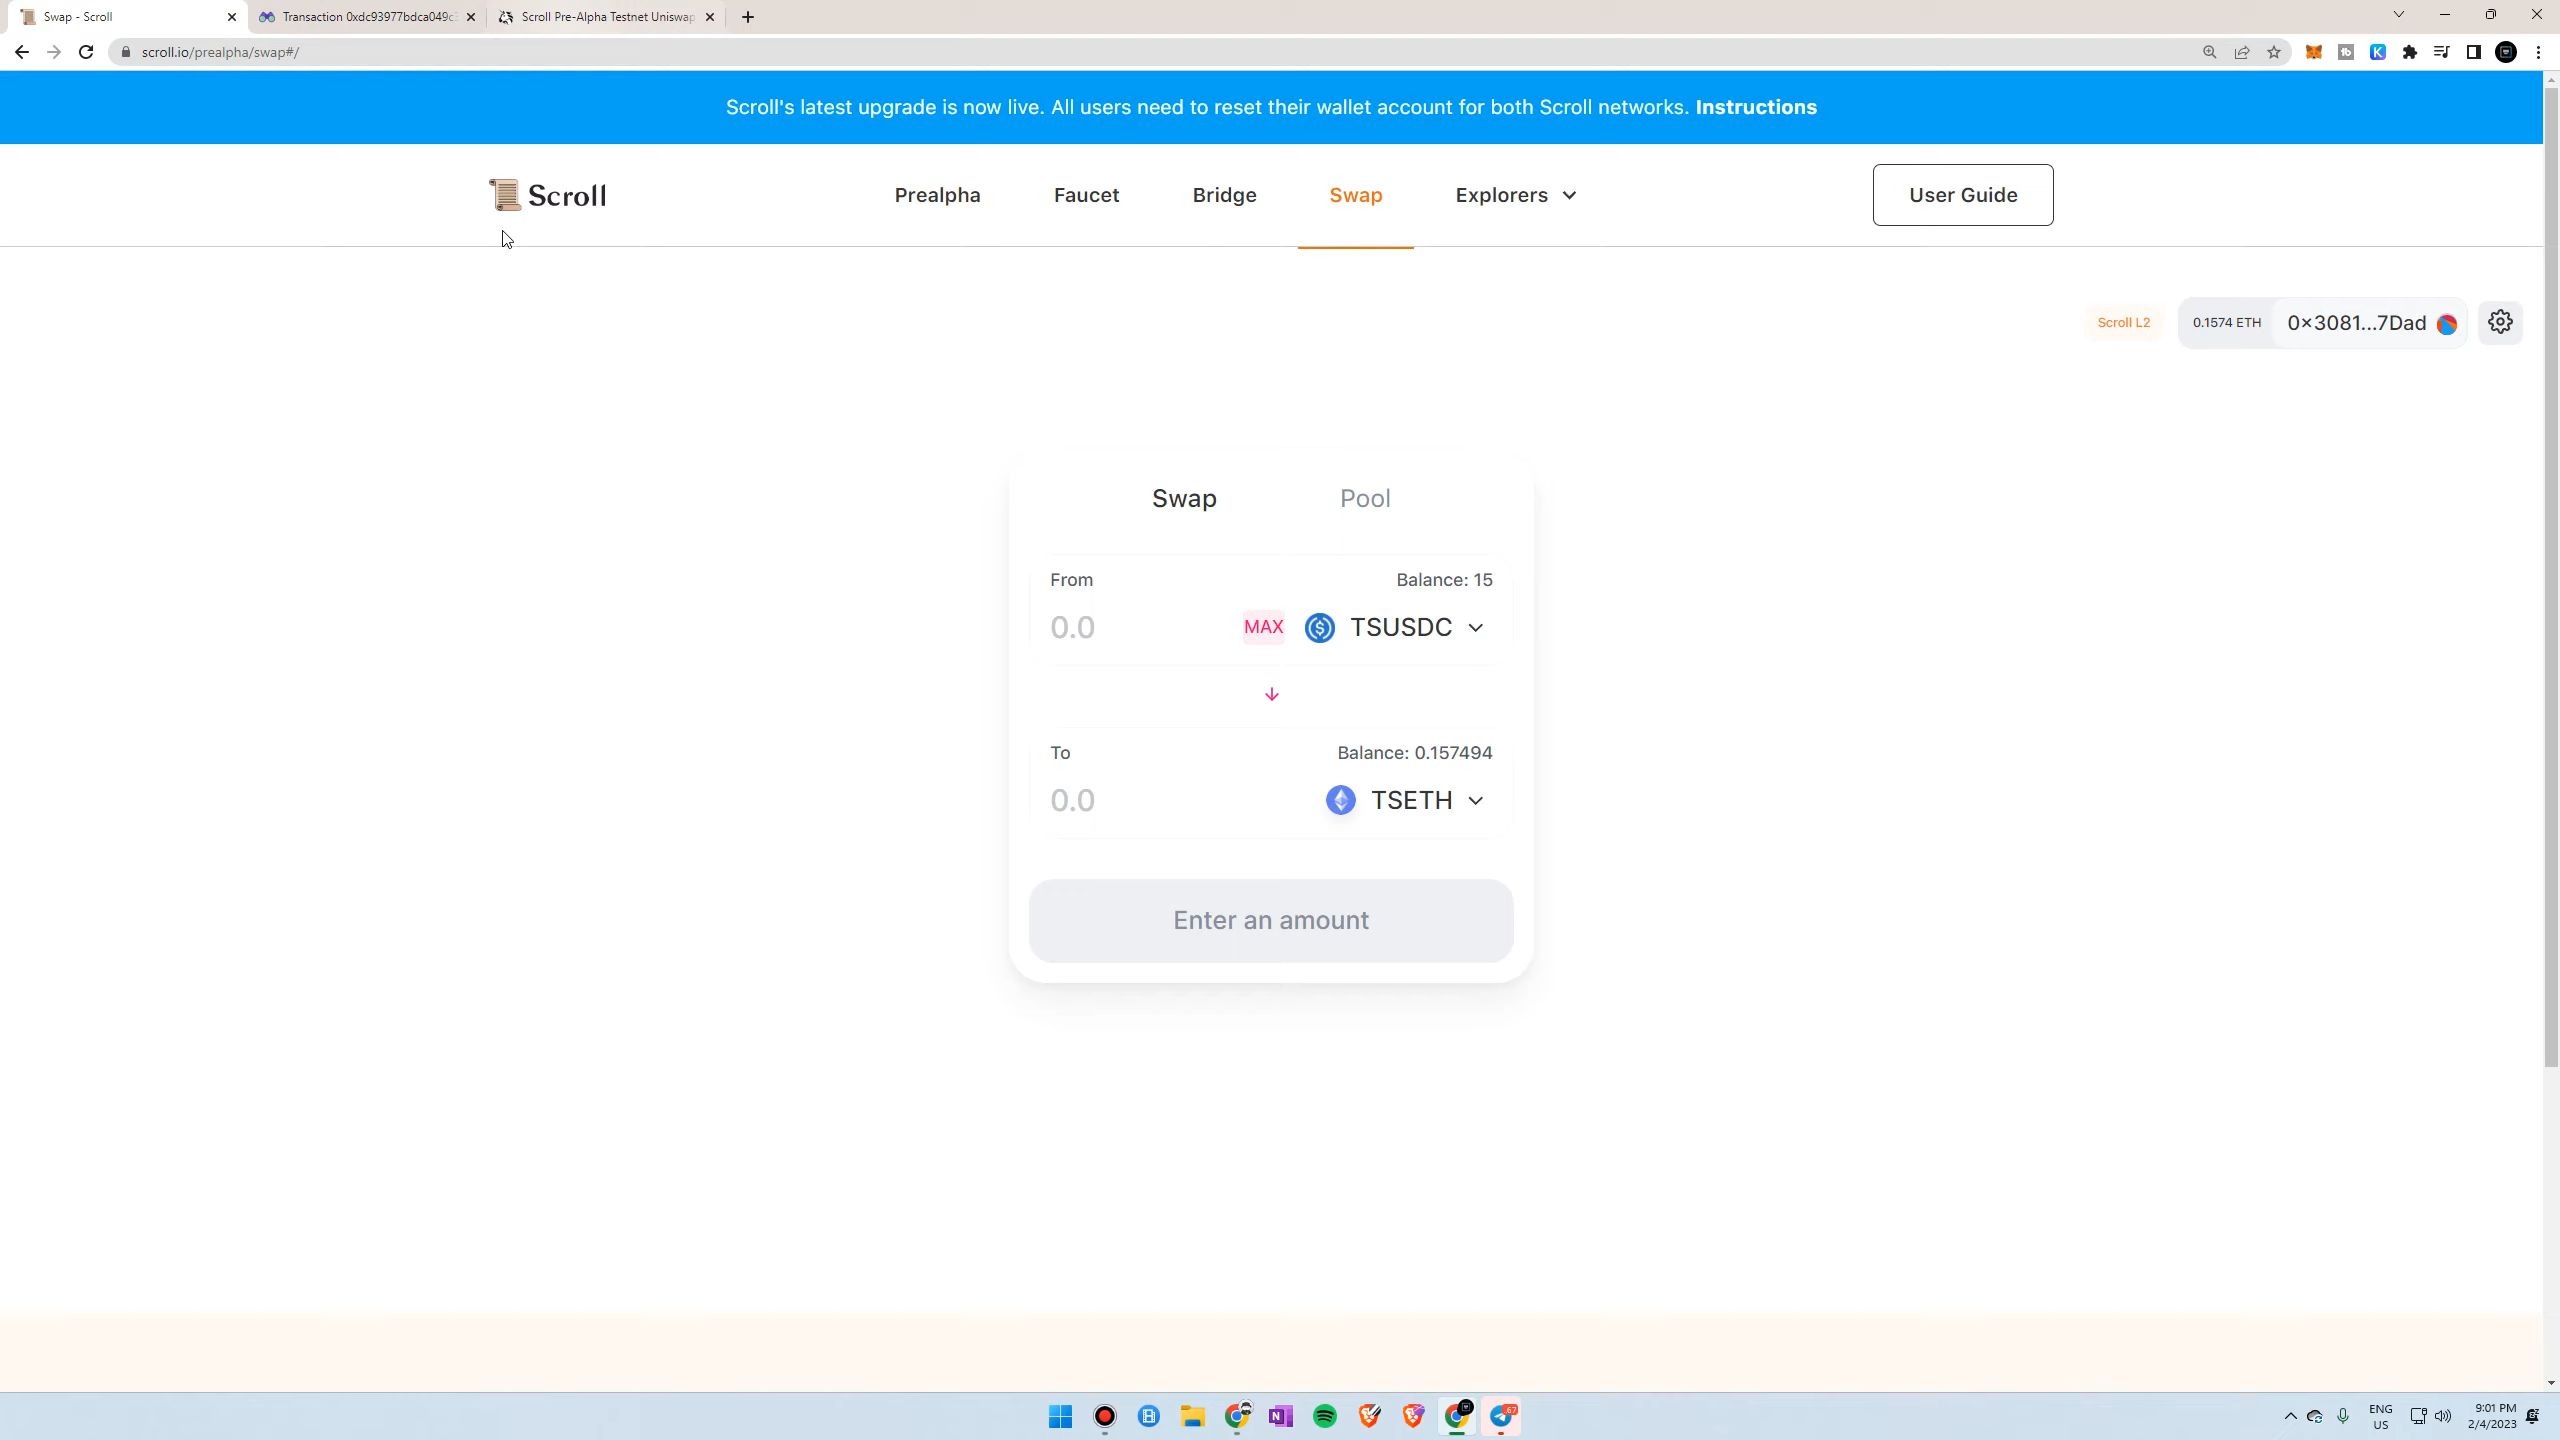 Swap - Scroll
Transaction 0xdc93977bdca049c
Scroll Pre-Alpha Testnet Uniswap
scroll.io/prealpha/swap#/
Scroll's latest upgrade is now live. All users need to reset their wallet account for both Scroll networks. Instructions
Scroll
Prealpha
Faucet
Bridge
Swap
Explorers
User Guide
Scroll L2
0.1574 ETH
0×3081...7Dad
Swap
Pool
From
Balance: 15
0.0
MAX
TSUSDC
To
Balance: 0.157494
0.0
TSETH
Enter an amount
67
ENG
US
9:01 PM
2/4/2023